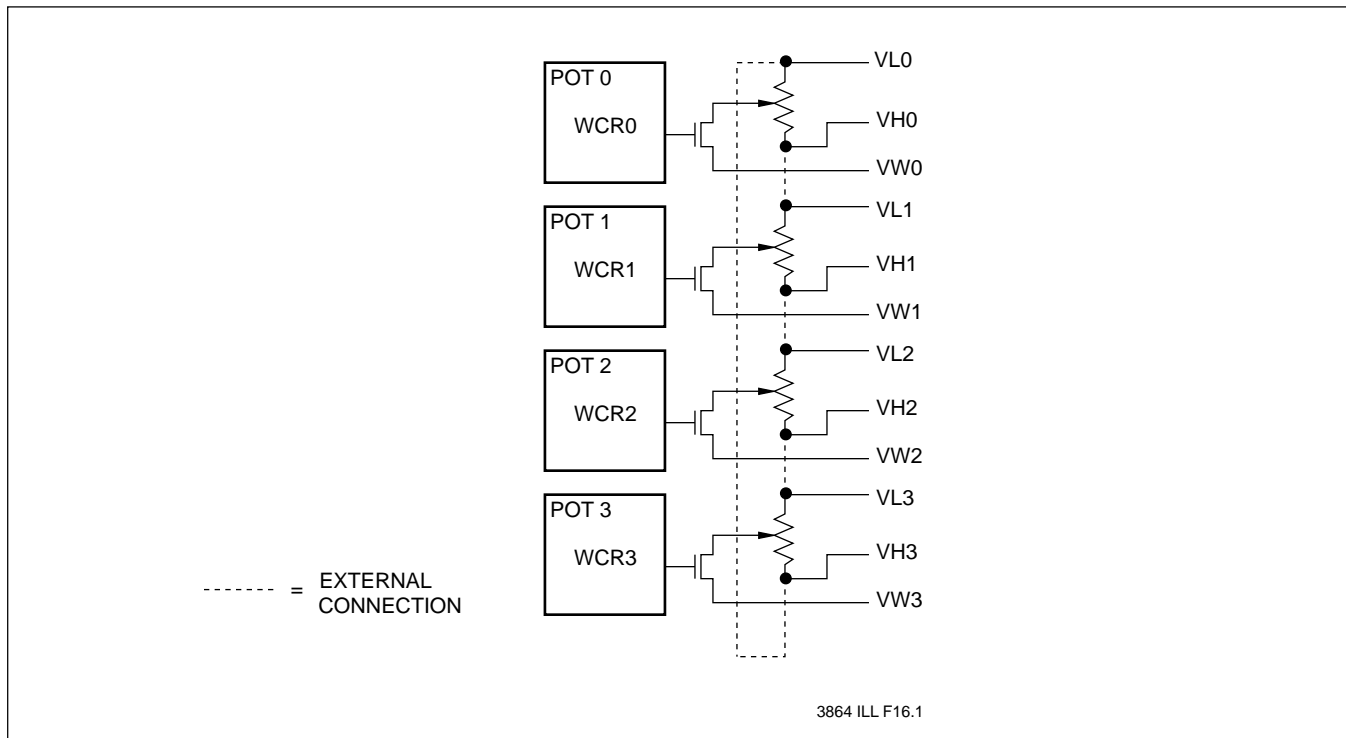 POT 0
WCR0
VL0
VH0
VW0
POT 1
WCR1
VL1
VH1
VW1
POT 2
WCR2
VL2
VH2
VW2
POT 3
WCR3
VL3
VH3
VW3
= EXTERNAL
CONNECTION
3864 ILL F16.1